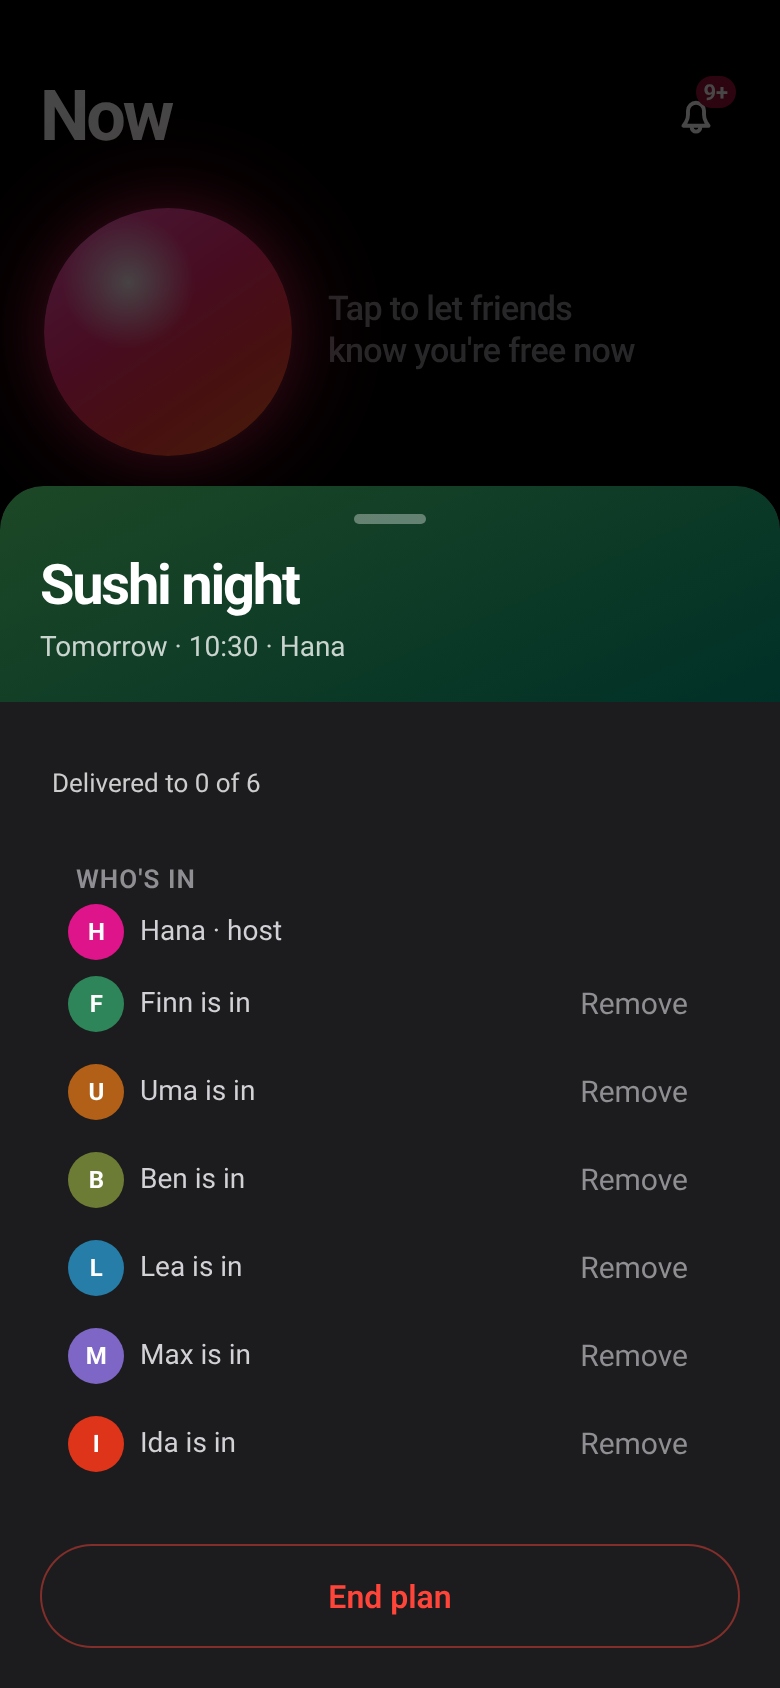 Now
9+
Tap to let friends
know you're free now
Sushi night
Tomorrow · 10:30 · Hana
Delivered to 0 of 6
WHO'S IN
H Hana · host
F Finn is in Remove
U Uma is in Remove
B Ben is in Remove
L Lea is in Remove
M Max is in Remove
I Ida is in Remove
End plan